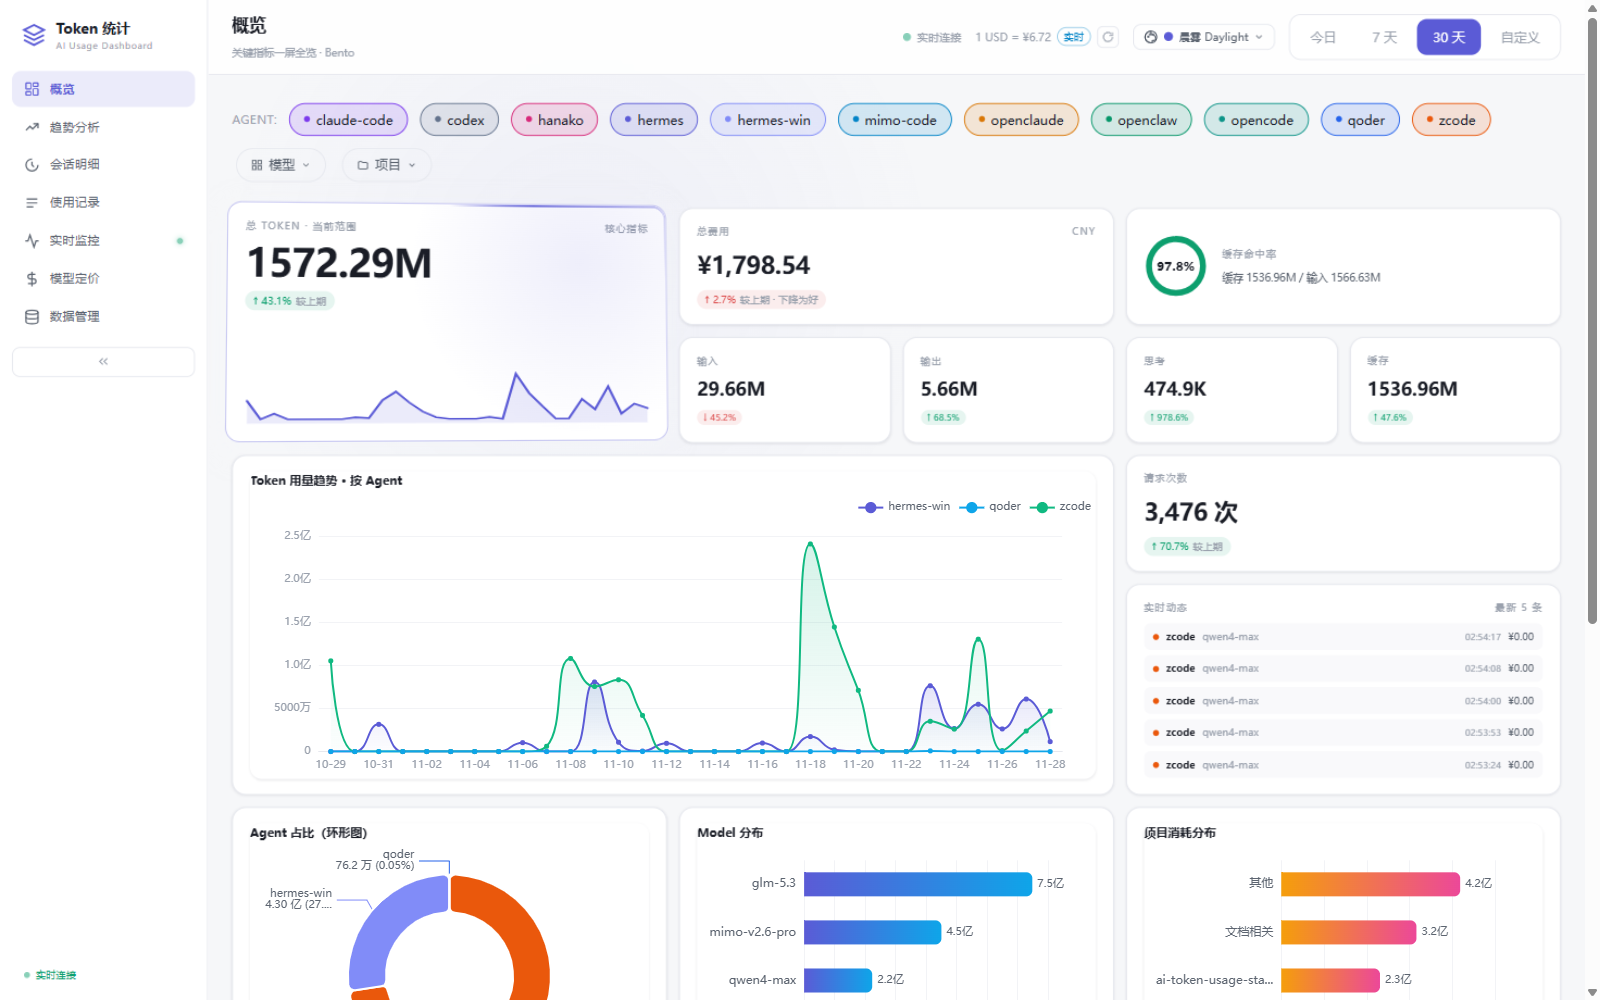 Token 统计
AI Usage Dashboard
概览
趋势分析
会话明细
使用记录
实时监控
模型定价
数据管理
«
实时连接
概览
关键指标一屏全览 · Bento
实时连接
1 USD = ¥6.72
实时
晨雾 Daylight
今日
7 天
30 天
自定义
AGENT:
claude-code
codex
hanako
hermes
hermes-win
mimo-code
openclaude
openclaw
opencode
qoder
zcode
模型
项目
总 TOKEN · 当前范围
核心指标
1572.29M
↑ 43.1% 较上期
总费用
CNY
¥1,798.54
↑ 2.7% 较上期 · 下降为好
97.8%
缓存命中率
缓存 1536.96M / 输入 1566.63M
输入
29.66M
↓ 45.2%
输出
5.66M
↑ 68.5%
思考
474.9K
↑ 978.6%
缓存
1536.96M
↑ 47.6%
Token 用量趋势 • 按 Agent
hermes-win
qoder
zcode
2.5亿
2.0亿
1.5亿
1.0亿
5000万
0
10-29
10-31
11-02
11-04
11-06
11-08
11-10
11-12
11-14
11-16
11-18
11-20
11-22
11-24
11-26
11-28
请求次数
3,476 次
↑ 70.7% 较上期
实时动态
最新 5 条
zcode qwen4-max 02:54:17 ¥0.00
zcode qwen4-max 02:54:08 ¥0.00
zcode qwen4-max 02:54:00 ¥0.00
zcode qwen4-max 02:53:53 ¥0.00
zcode qwen4-max 02:53:24 ¥0.00
Agent 占比（环形图）
qoder
76.2 万 (0.05%)
hermes-win
4.30 亿 (27....
Model 分布
glm-5.3
7.5亿
mimo-v2.6-pro
4.5亿
qwen4-max
2.2亿
项目消耗分布
其他
4.2亿
文档相关
3.2亿
ai-token-usage-sta...
2.3亿